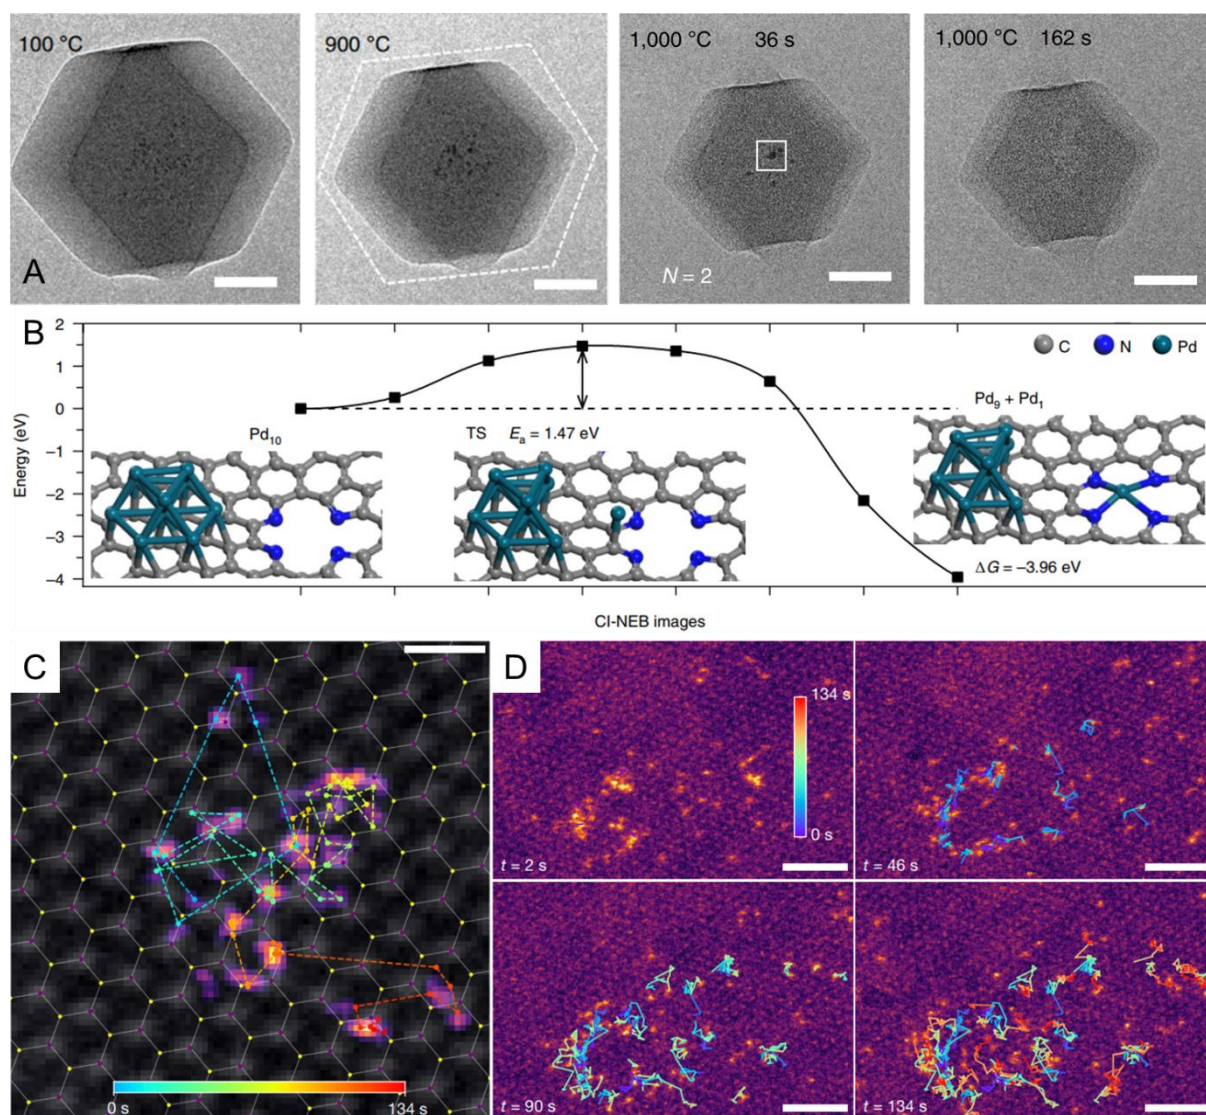 100 °C
900 °C
1,000 °C 36 s
1,000 °C 162 s
A
N = 2
B
2
1
0
−1
−2
−3
−4
Energy (eV)
C N Pd
Pd₁₀
TS Eₐ = 1.47 eV
Pd₉ + Pd₁
ΔG = −3.96 eV
CI-NEB images
C
0 s
134 s
D
134 s
0 s
t = 2 s
t = 46 s
t = 90 s
t = 134 s